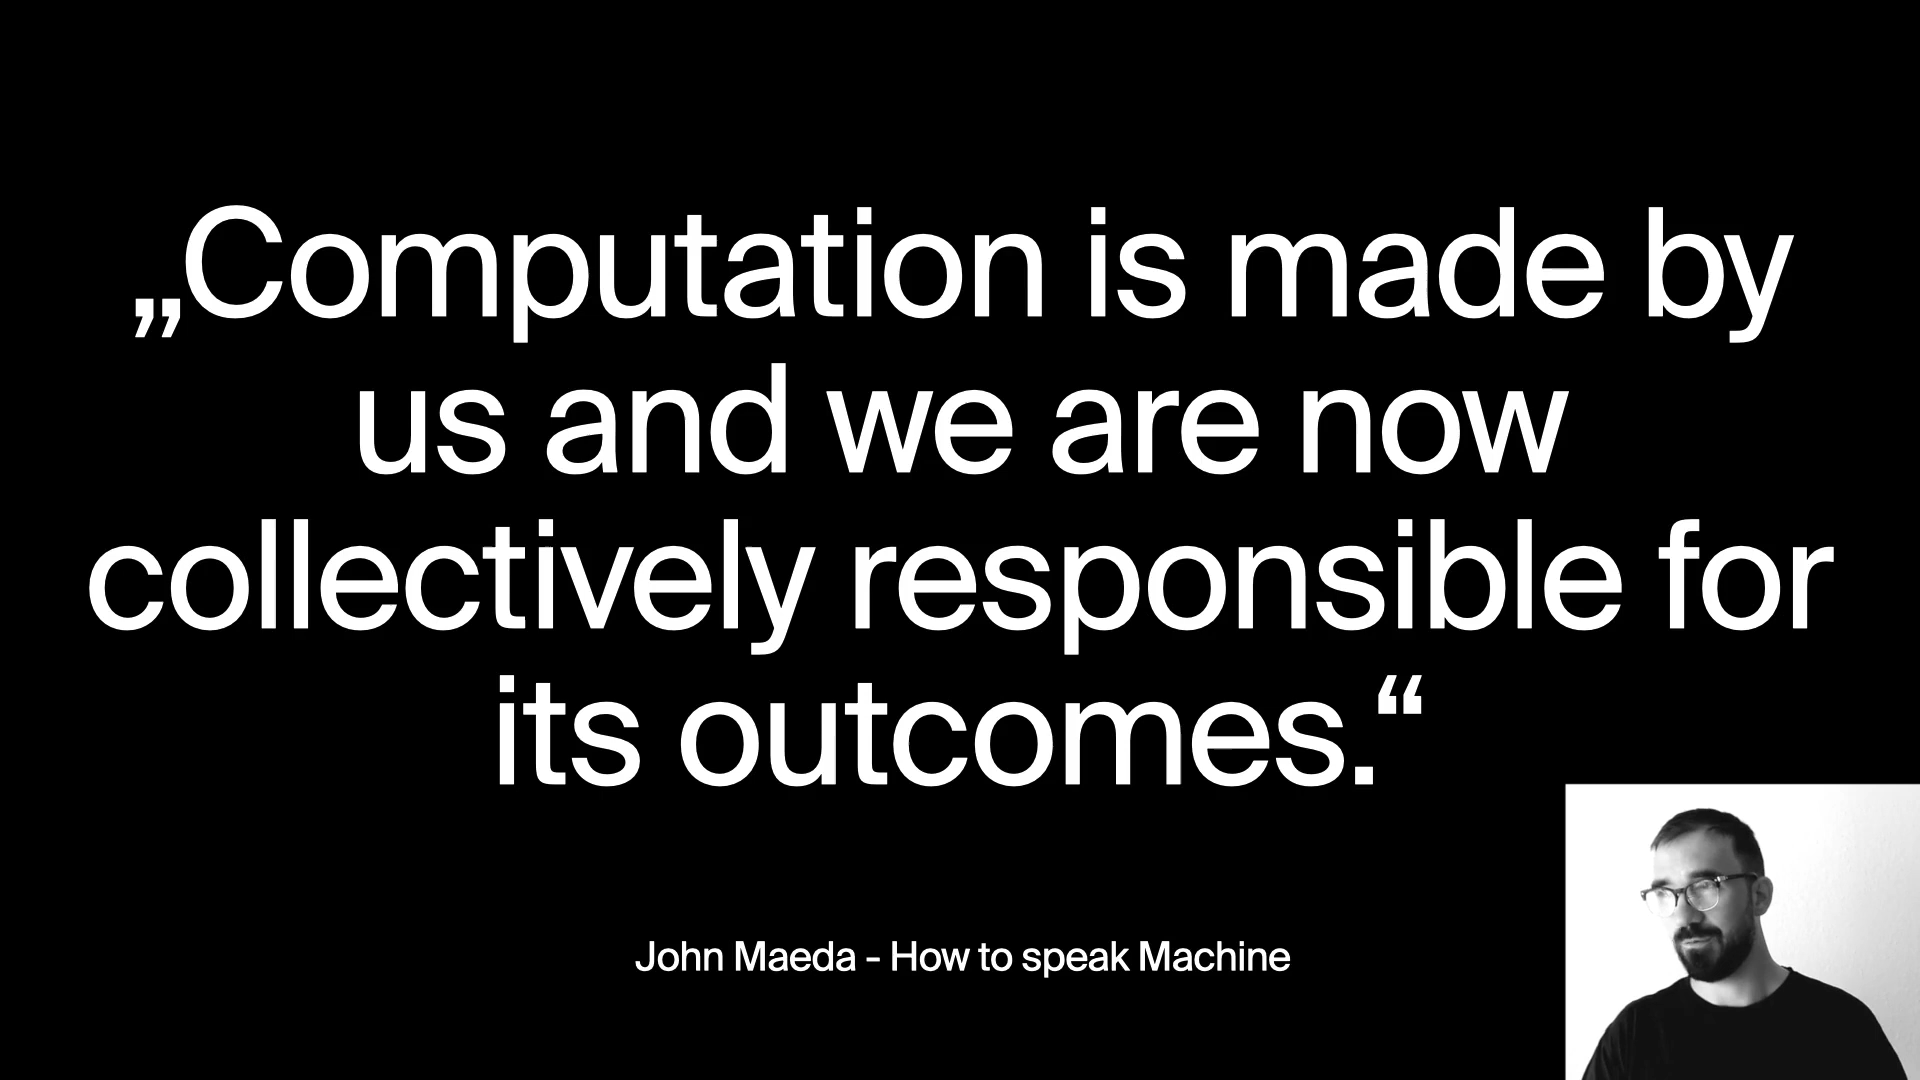 „Computation is made by
us and we are now
collectively responsible for
its outcomes.“
John Maeda - How to speak Machine